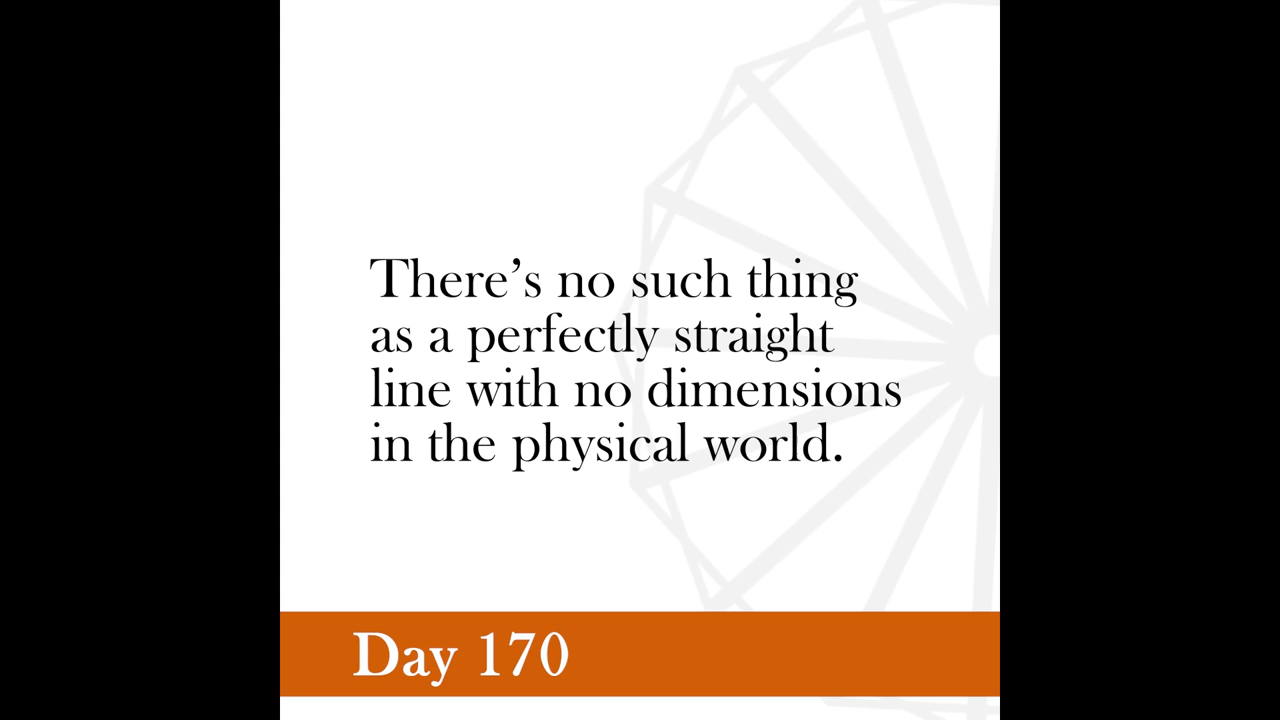 There’s no such thing
as a perfectly straight
line with no dimensions
in the physical world.
Day 170